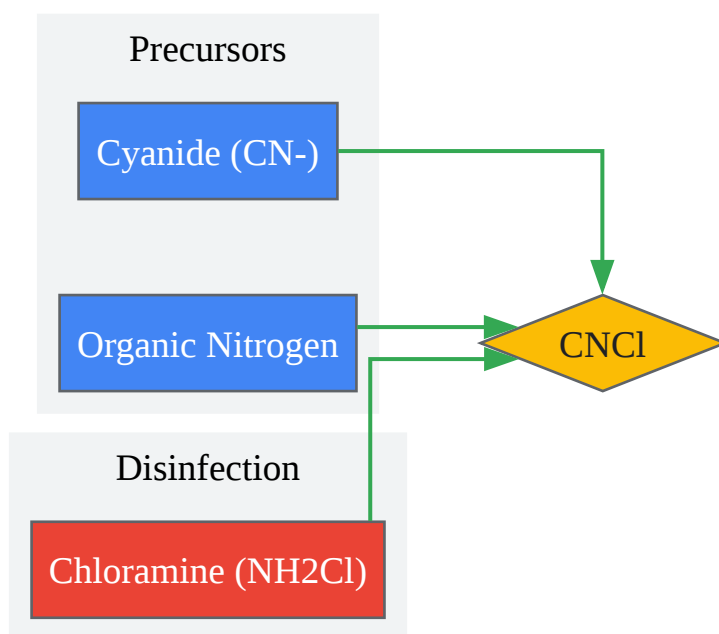 Precursors
Cyanide (CN-)
Organic Nitrogen
CNCl
Disinfection
Chloramine (NH2Cl)